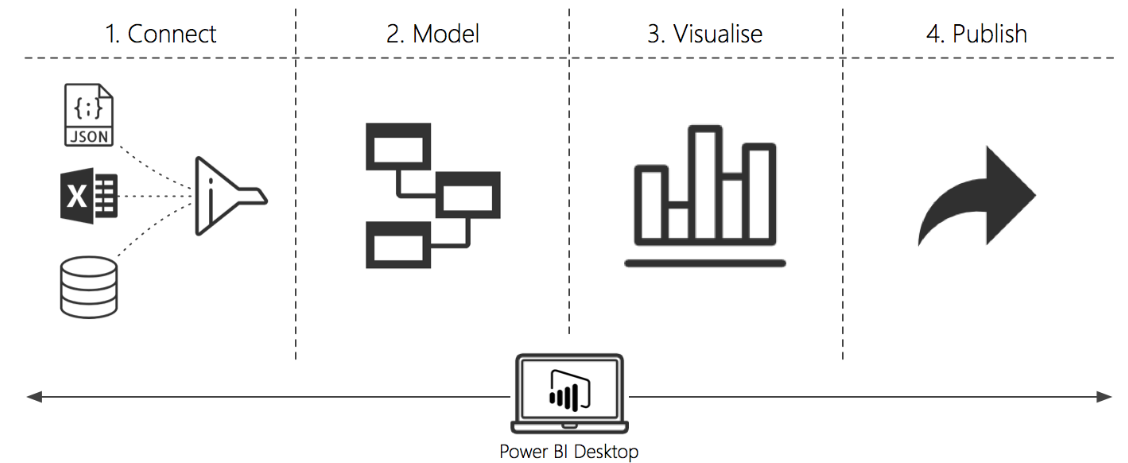 1. Connect
2. Model
3. Visualise
4. Publish
{;}
JSON
X
Power BI Desktop